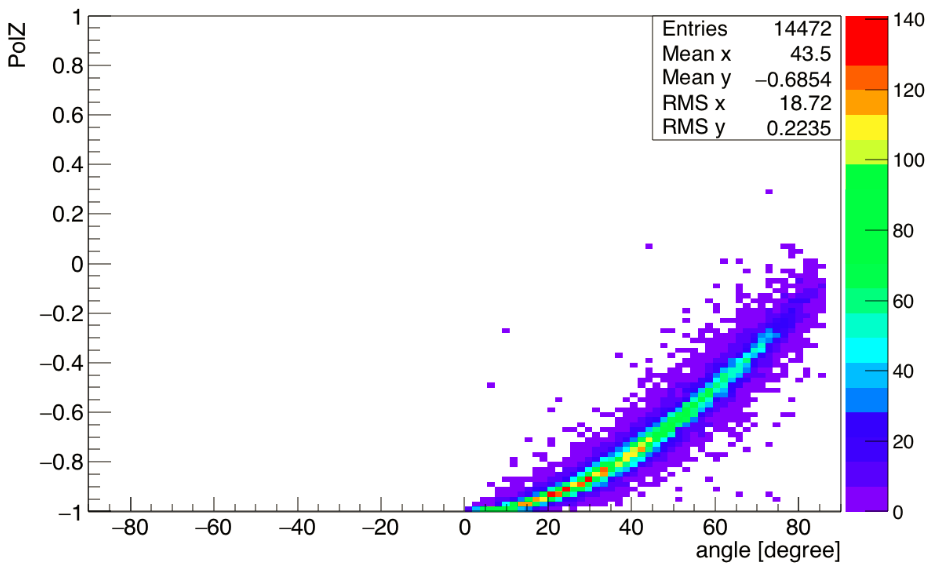 PolZ
1
0.8
0.6
0.4
0.2
0
−0.2
−0.4
−0.6
−0.8
−1
−80 −60 −40 −20 0 20 40 60 80
angle [degree]
Entries 14472
Mean x 43.5
Mean y −0.6854
RMS x 18.72
RMS y 0.2235
140
120
100
80
60
40
20
0